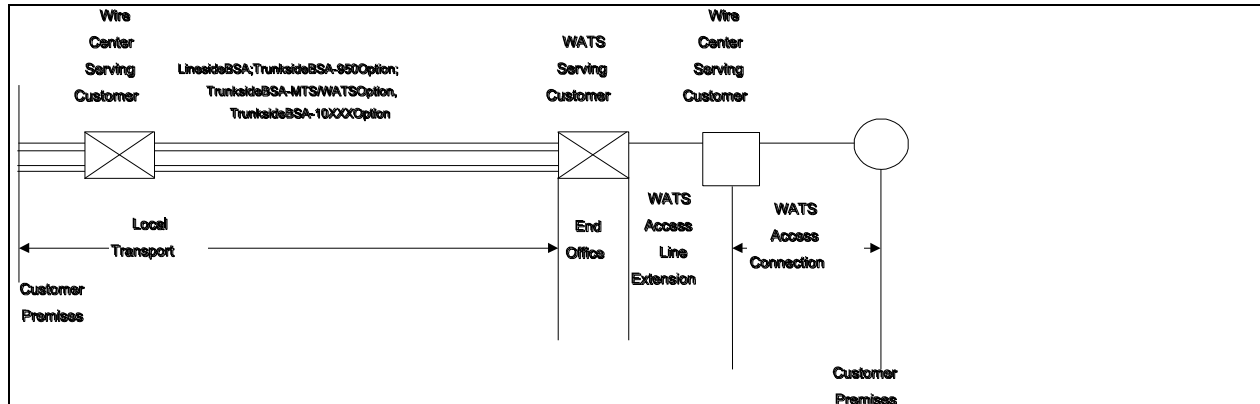 Wire
Center
Serving
Customer
LinesideBSA;TrunksideBSA-950Option;
TrunksideBSA-MTS/WATSOption,
TrunksideBSA-10XXXOption
WATS
Serving
Customer
Wire
Center
Serving
Customer
Local
Transport
End
Office
WATS
Access
Line
Extension
WATS
Access
Connection
Customer
Premises
Customer
Premises